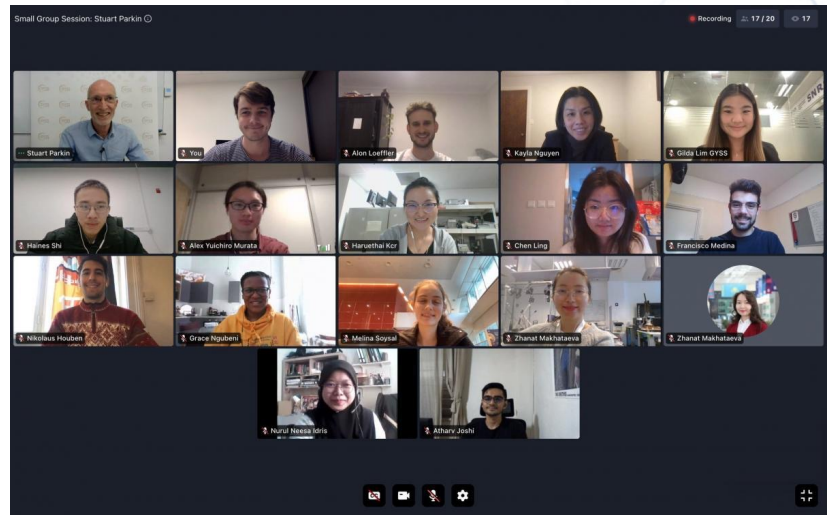 Small Group Session: Stuart Parkin
Recording
17 / 20
17
SNR
Stuart Parkin
You
Alon Loeffler
Kayla Nguyen
Gilda Lim GYSS
Haines Shi
Alex Yuichiro Murata
Haruethai Kcr
Chen Ling
Francisco Medina
Nikolaus Houben
Grace Ngubeni
Melina Soysal
Zhanat Makhataeva
Zhanat Makhataeva
Nurul Neesa Idris
Atharv Joshi